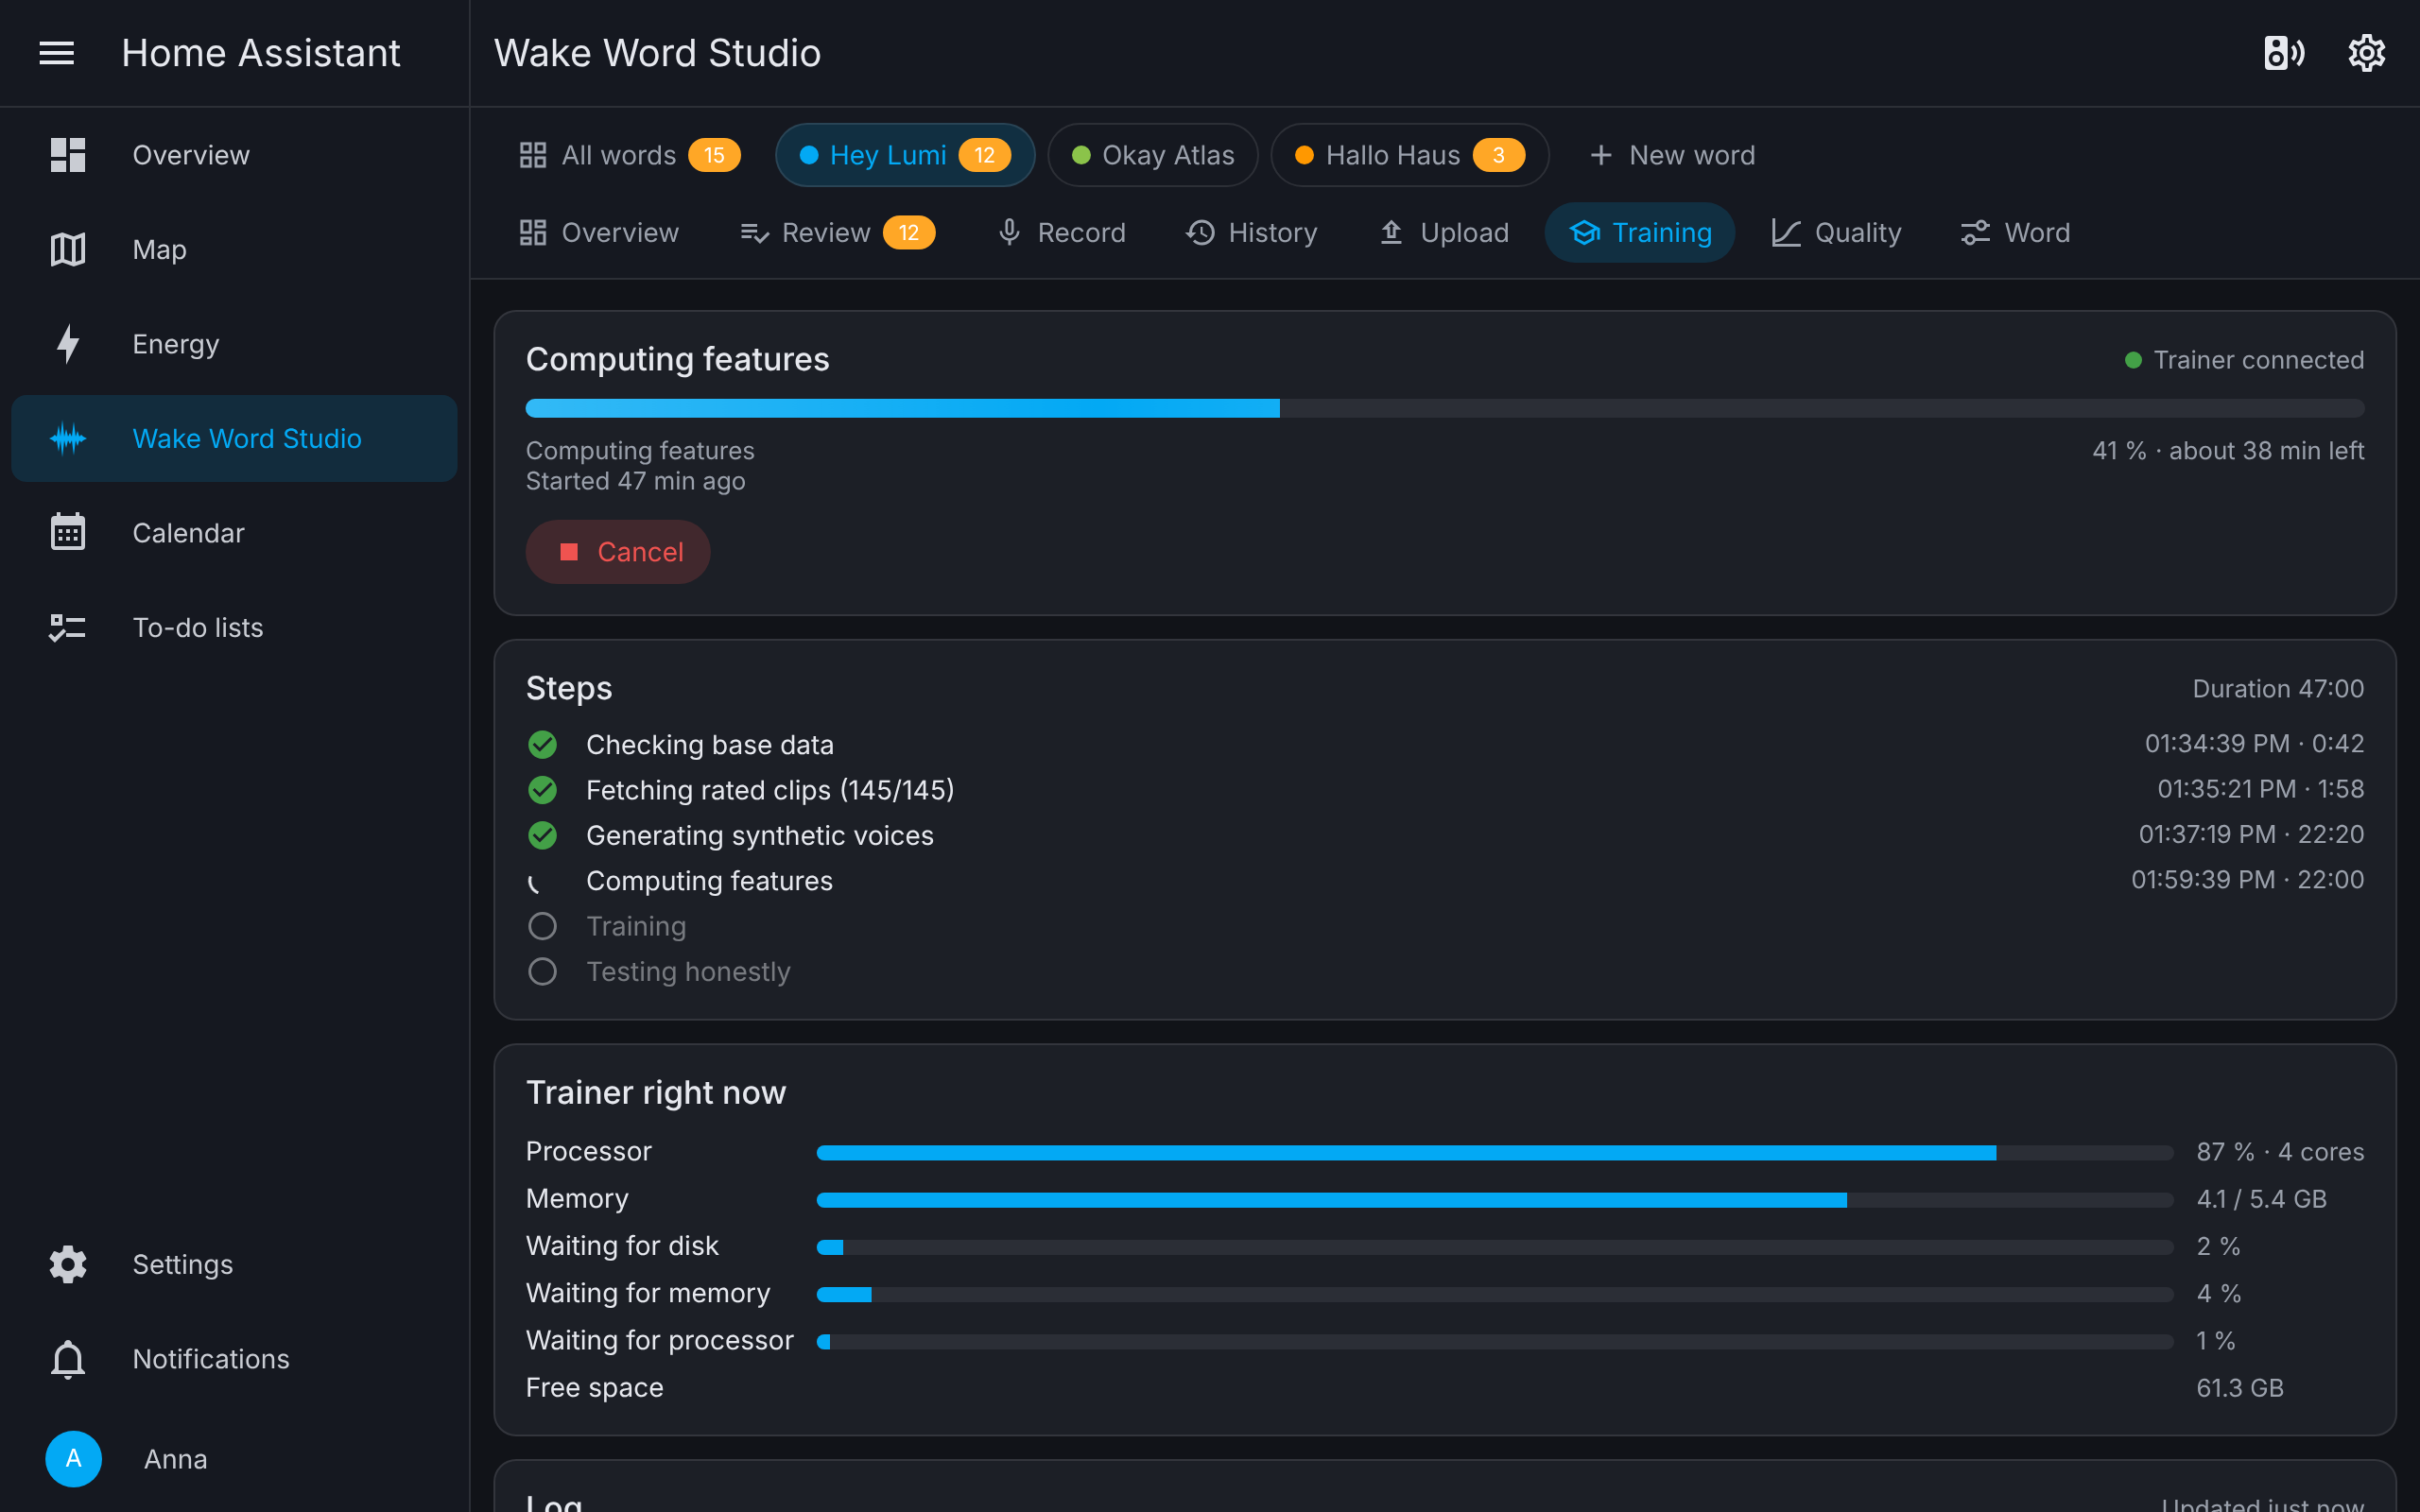 Home Assistant
Wake Word Studio
Overview
Map
Energy
Wake Word Studio
Calendar
To-do lists
Settings
Notifications
A Anna
All words 15 Hey Lumi 12 Okay Atlas Hallo Haus 3 New word
Overview Review 12 Record History Upload Training Quality Word
Computing features Trainer connected
Computing features 41 % · about 38 min left
Started 47 min ago
Cancel
Steps Duration 47:00
Checking base data 01:34:39 PM · 0:42
Fetching rated clips (145/145) 01:35:21 PM · 1:58
Generating synthetic voices 01:37:19 PM · 22:20
Computing features 01:59:39 PM · 22:00
Training
Testing honestly
Trainer right now
Processor 87 % · 4 cores
Memory 4.1 / 5.4 GB
Waiting for disk 2 %
Waiting for memory 4 %
Waiting for processor 1 %
Free space 61.3 GB
Log Updated just now